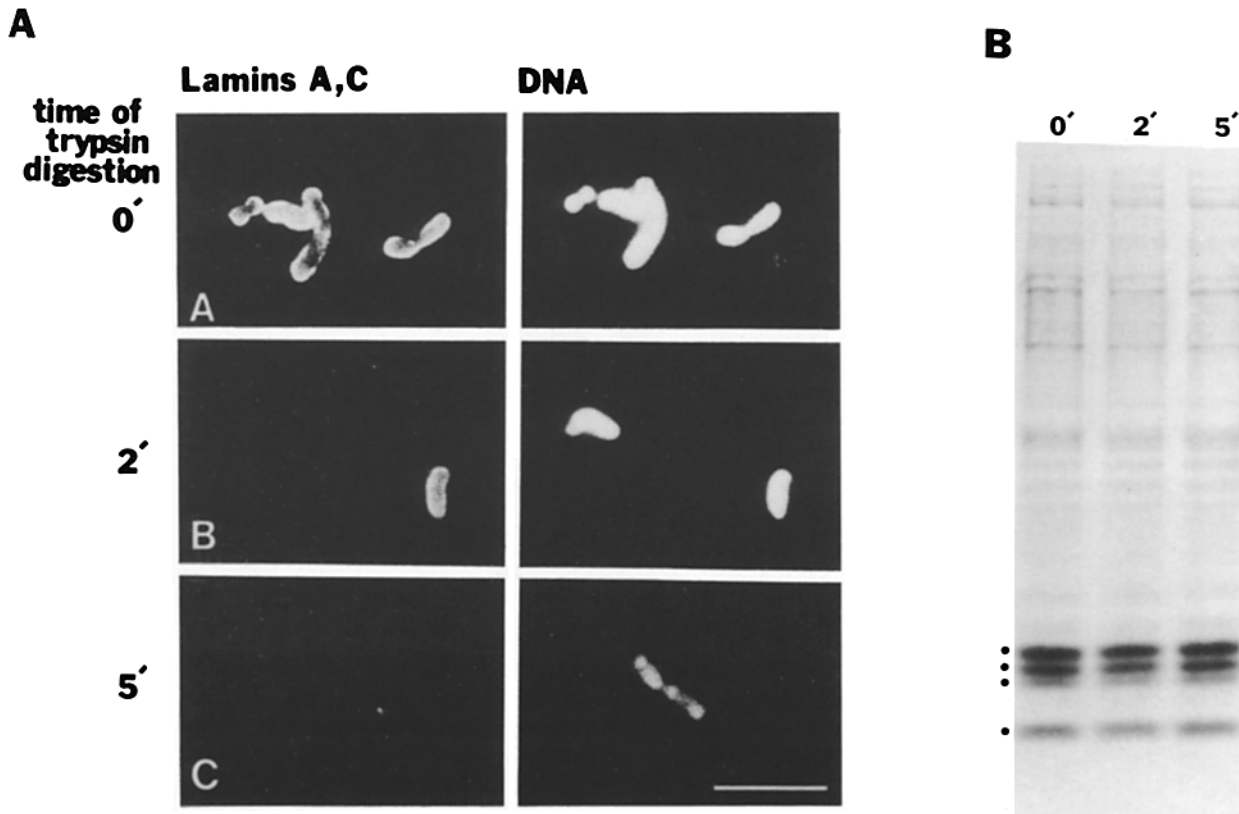 A
Lamins A,C
DNA
time of
trypsin
digestion
0′
A
2′
B
5′
C
B
0′ 2′ 5′